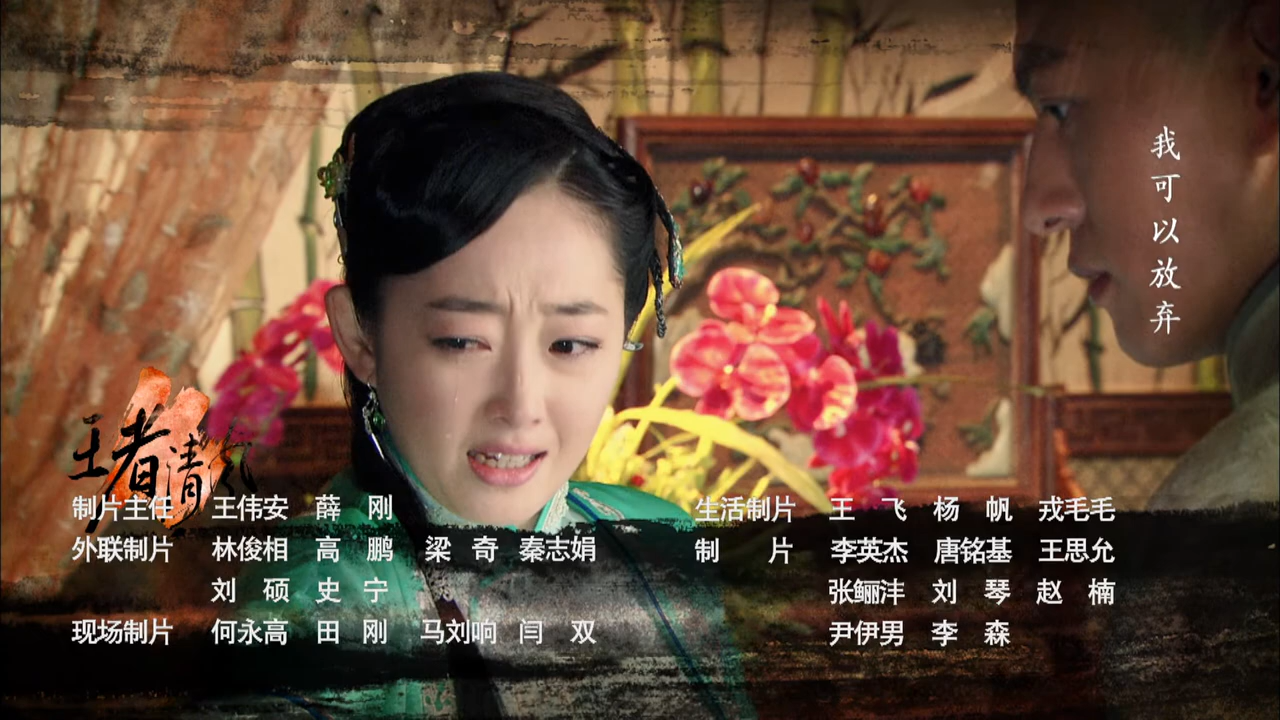 我可以放弃
王者清风
制片主任 王伟安 薛 刚
外联制片 林俊相 高 鹏 梁 奇 秦志娟
刘 硕 史 宁
现场制片 何永高 田 刚 马刘响 闫 双
生活制片 王 飞 杨 帆 戎毛毛
制 片 李英杰 唐铭基 王思允
张鲡沣 刘 琴 赵 楠
尹伊男 李 森